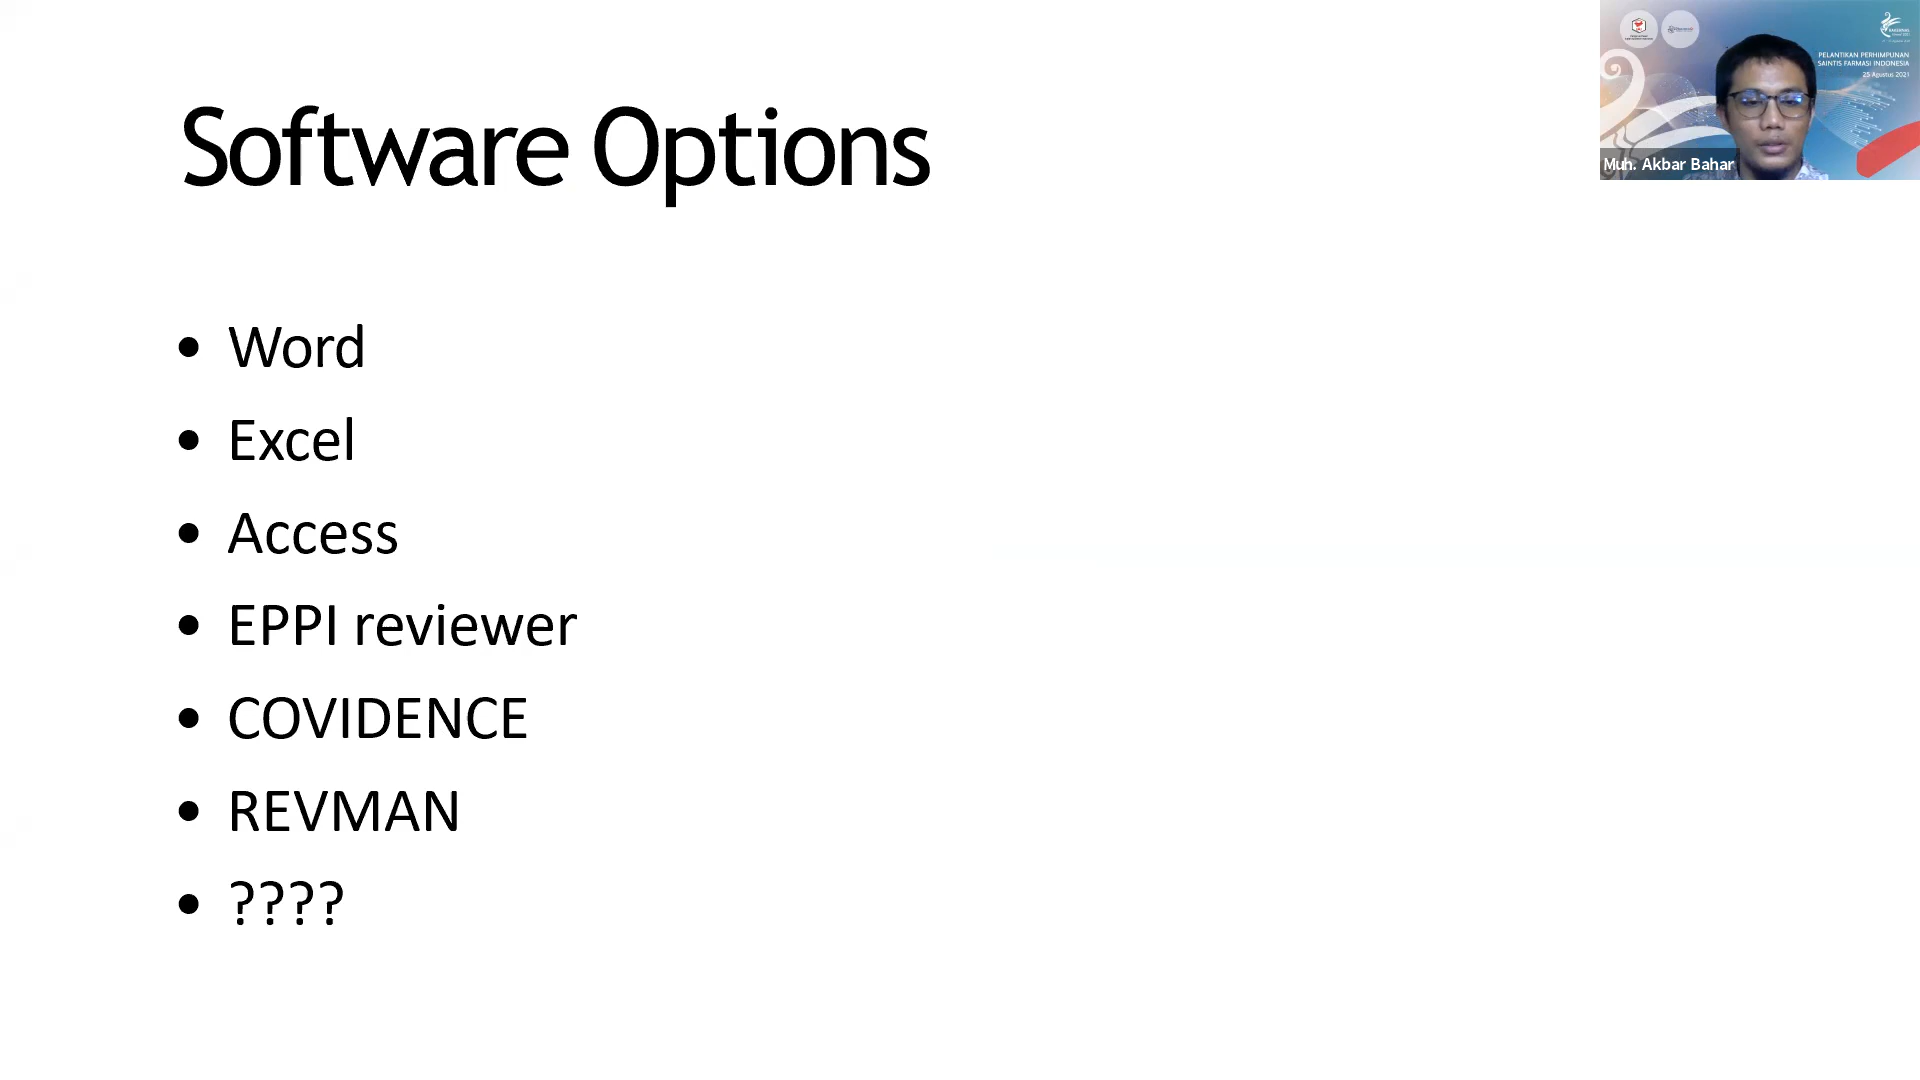 Software Options
• Word
• Excel
• Access
• EPPI reviewer
• COVIDENCE
• REVMAN
• ????
PELANTIKAN PERHIMPUNAN
SAINTIS FARMASI INDONESIA
25 Agustus 2021
Muh. Akbar Bahar